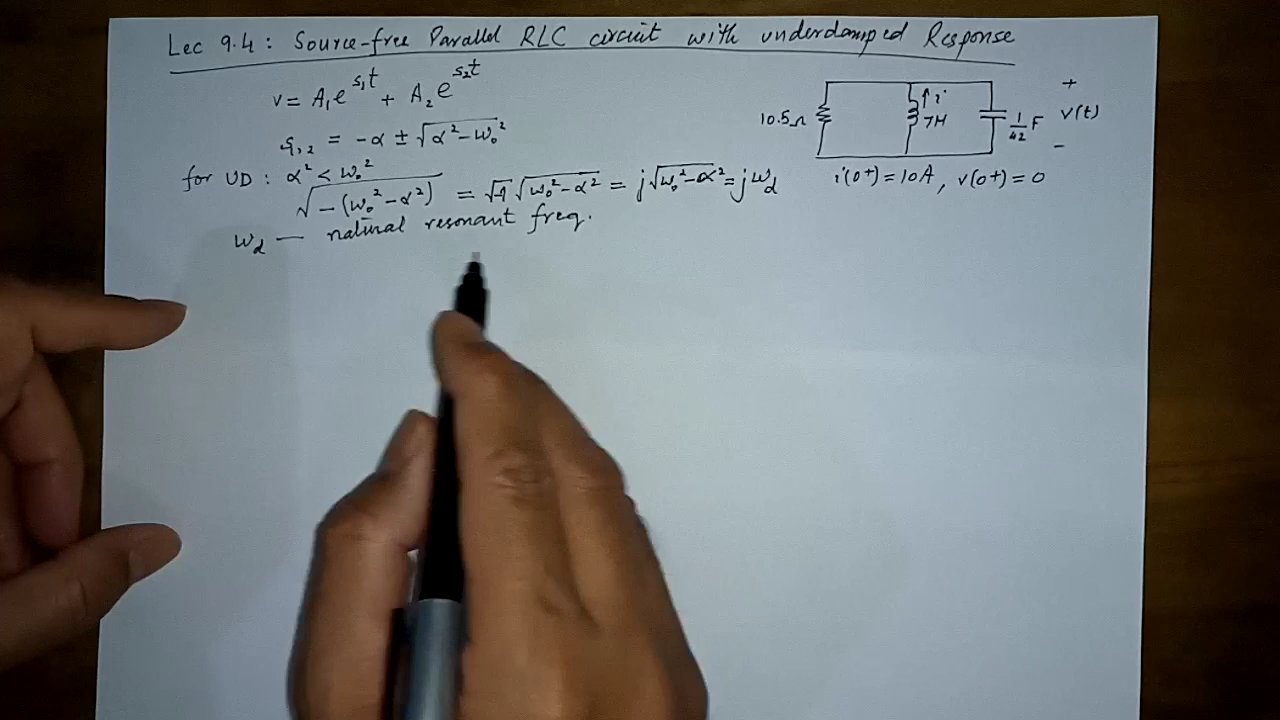 Lec 9.4: Source-free Parallel RLC circuit with underdamped Response
v = A₁e^s₁t + A₂e^s₂t
s₁,₂ = -α ± √α² - ω₀²
for UD: α² < ω₀²
√-(ω₀² - α²) = √-1 √ω₀² - α² = j√ω₀² - α² = jω_d
ω_d — natural resonant freq.
10.5Ω
i
7H
1/42 F
+
v(t)
-
i(0+) = 10A, v(0+) = 0